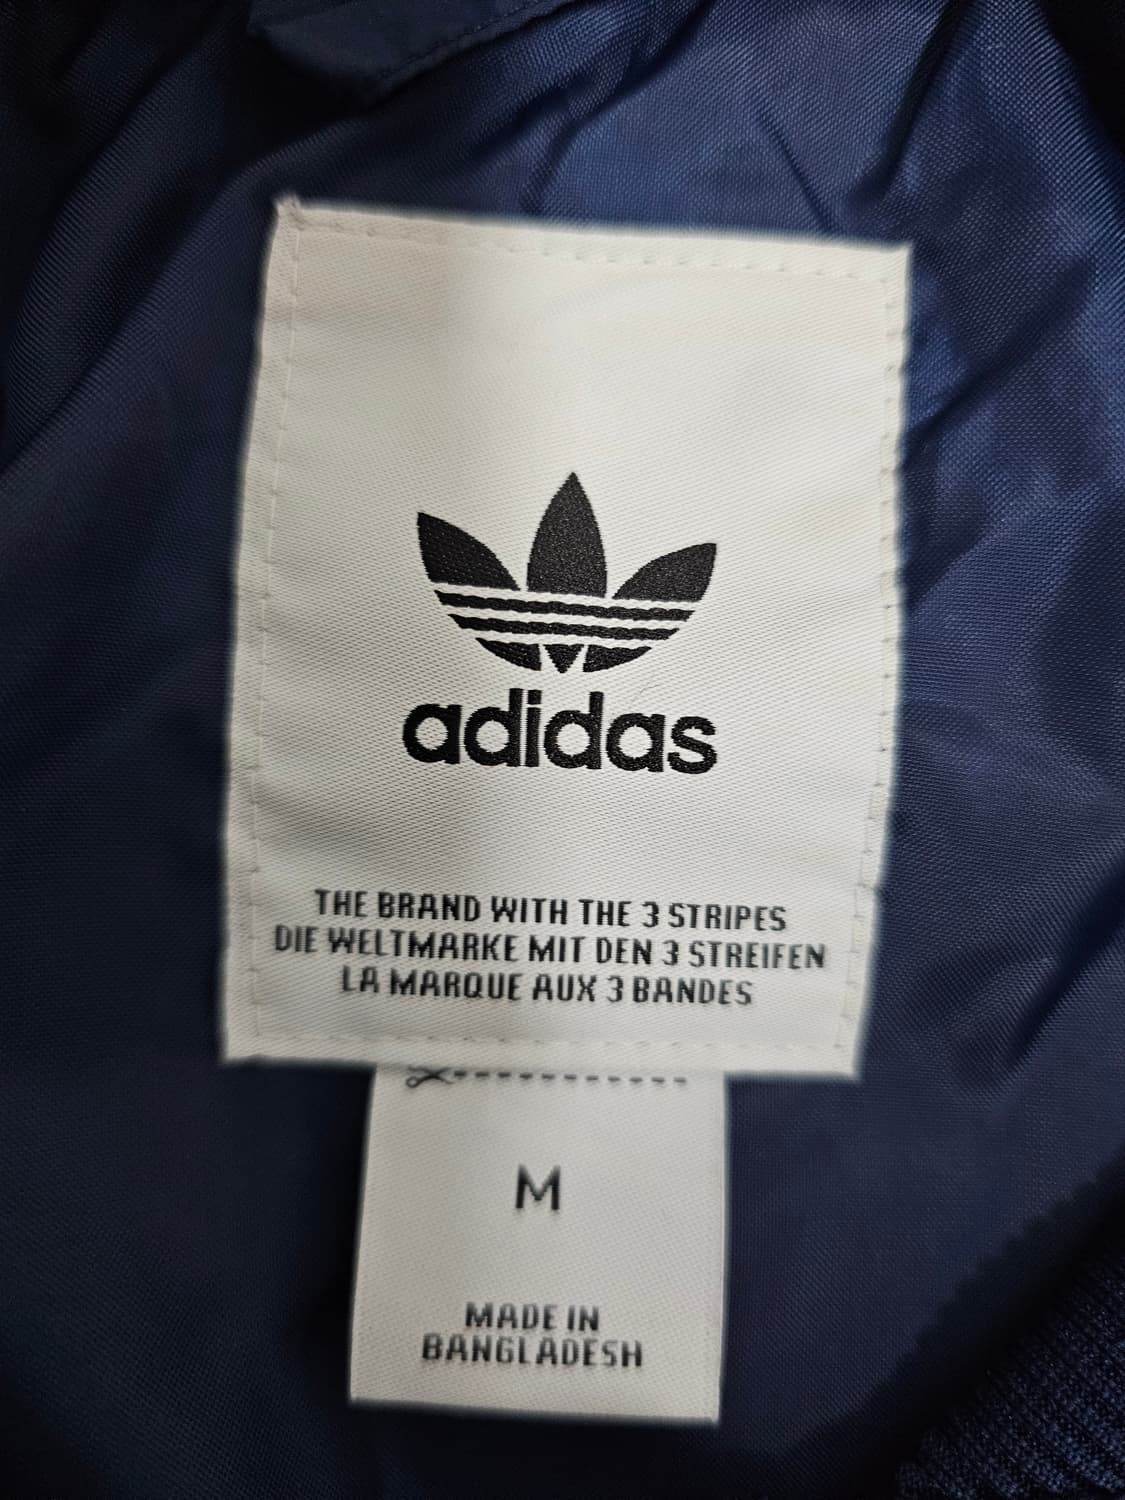 adidas
THE BRAND WITH THE 3 STRIPES
DIE WELTMARKE MIT DEN 3 STREIFEN
LA MARQUE AUX 3 BANDES
M
MADE IN
BANGLADESH